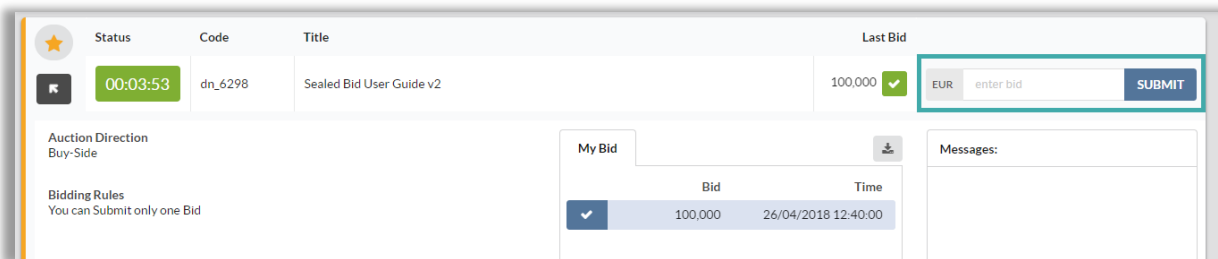 Status Code Title Last Bid
00:03:53 dn_6298 Sealed Bid User Guide v2 100,000 EUR enter bid SUBMIT
Auction Direction
Buy-Side
Bidding Rules
You can Submit only one Bid
My Bid
Bid Time
100,000 26/04/2018 12:40:00
Messages: